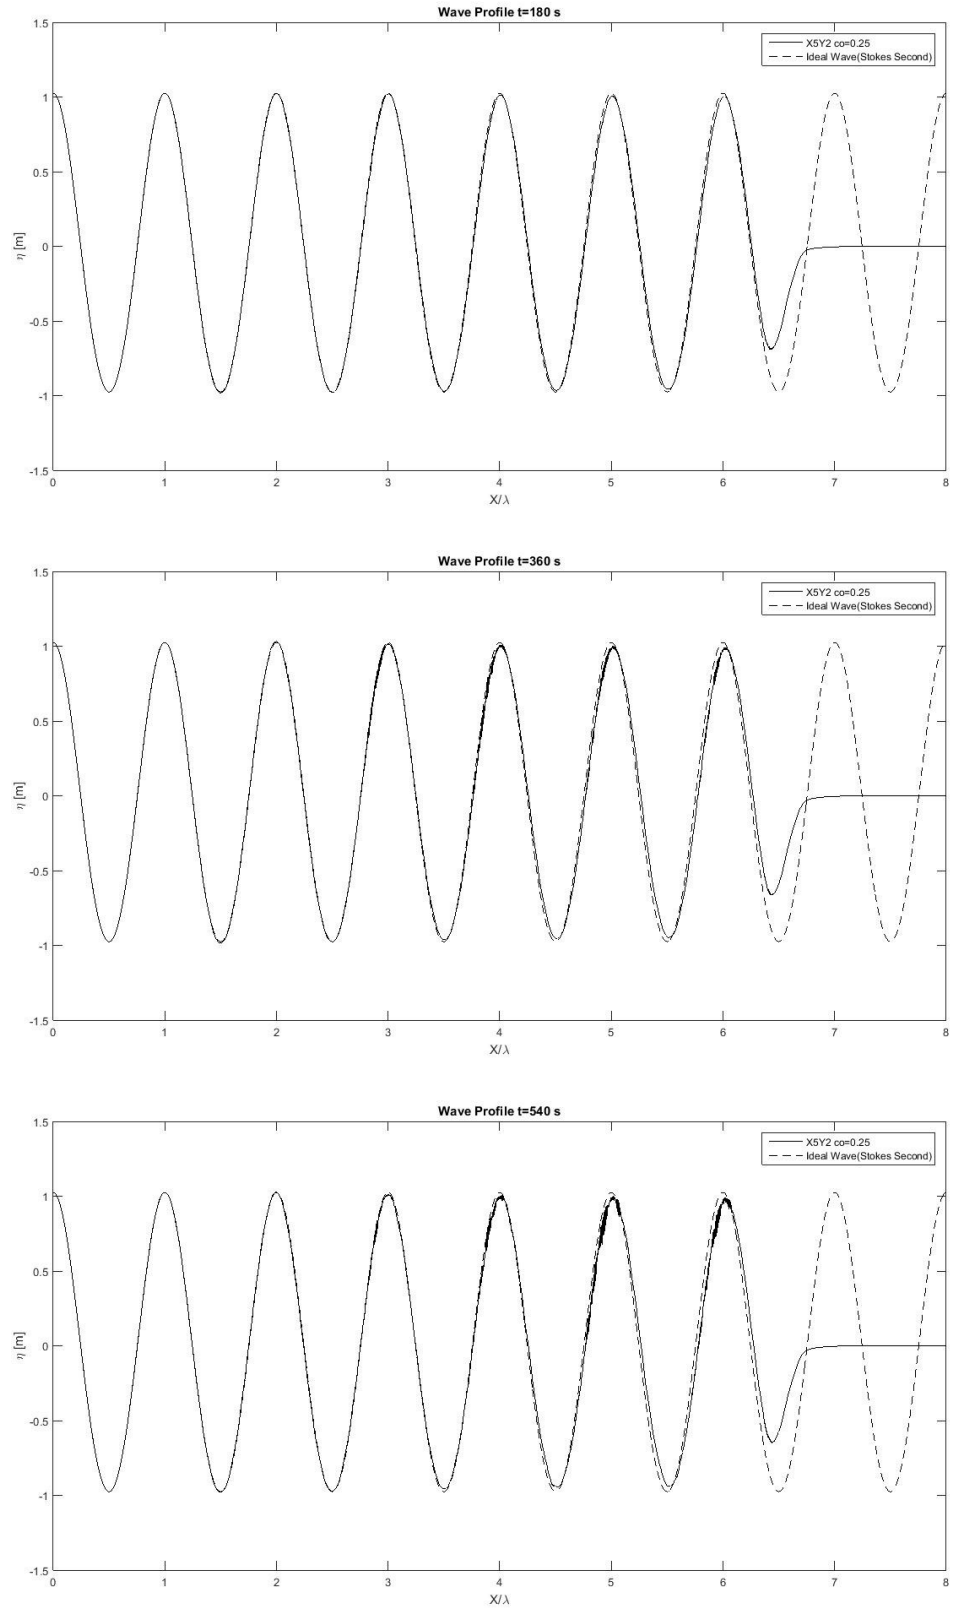 Wave Profile t=180 s
X5Y2 co=0.25
Ideal Wave(Stokes Second)
1.5
1
0.5
0
-0.5
-1
-1.5
η [m]
0 1 2 3 4 5 6 7 8
X/λ
Wave Profile t=360 s
X5Y2 co=0.25
Ideal Wave(Stokes Second)
1.5
1
0.5
0
-0.5
-1
-1.5
η [m]
0 1 2 3 4 5 6 7 8
X/λ
Wave Profile t=540 s
X5Y2 co=0.25
Ideal Wave(Stokes Second)
1.5
1
0.5
0
-0.5
-1
-1.5
η [m]
0 1 2 3 4 5 6 7 8
X/λ